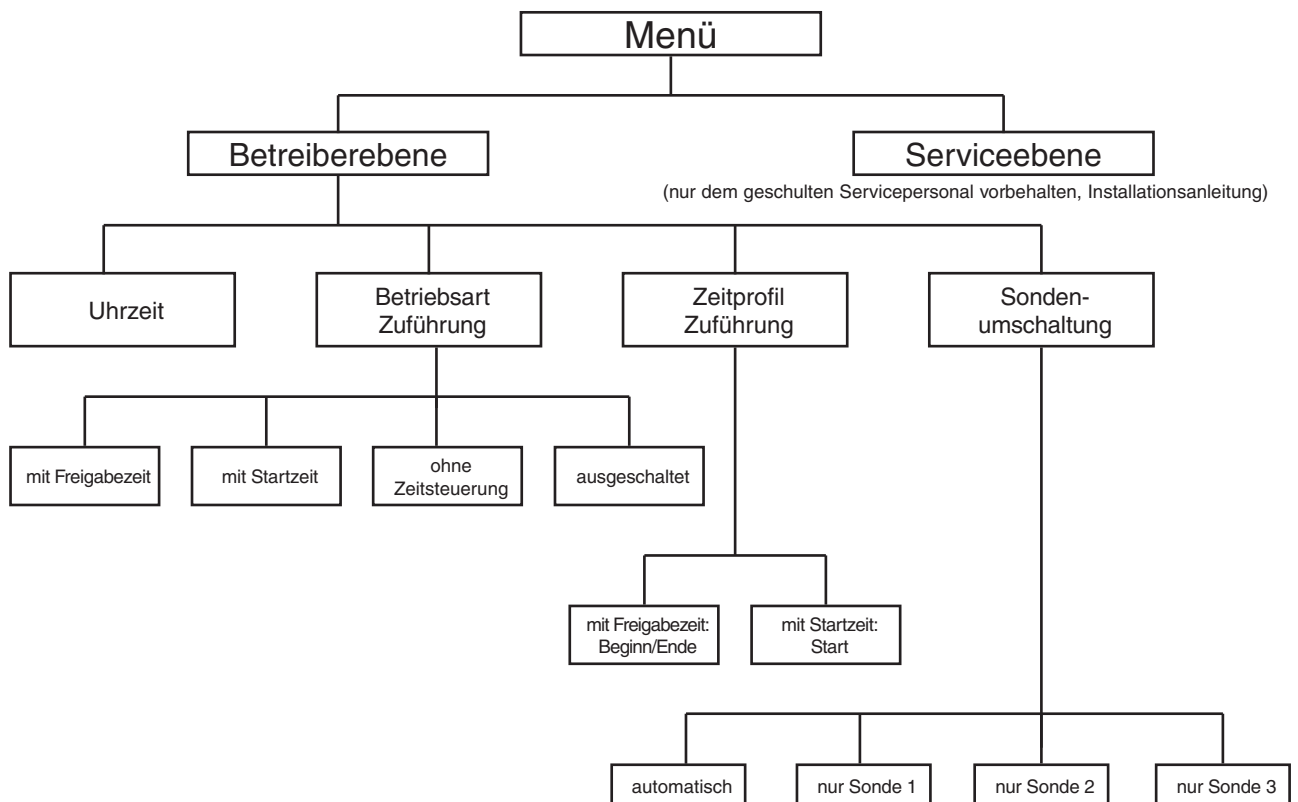 Menü
Betreiberebene
Serviceebene
(nur dem geschulten Servicepersonal vorbehalten, Installationsanleitung)
Uhrzeit
Betriebsart
Zuführung
Zeitprofil
Zuführung
Sonden-
umschaltung
mit Freigabezeit
mit Startzeit
ohne
Zeitsteuerung
ausgeschaltet
mit Freigabezeit:
Beginn/Ende
mit Startzeit:
Start
automatisch
nur Sonde 1
nur Sonde 2
nur Sonde 3